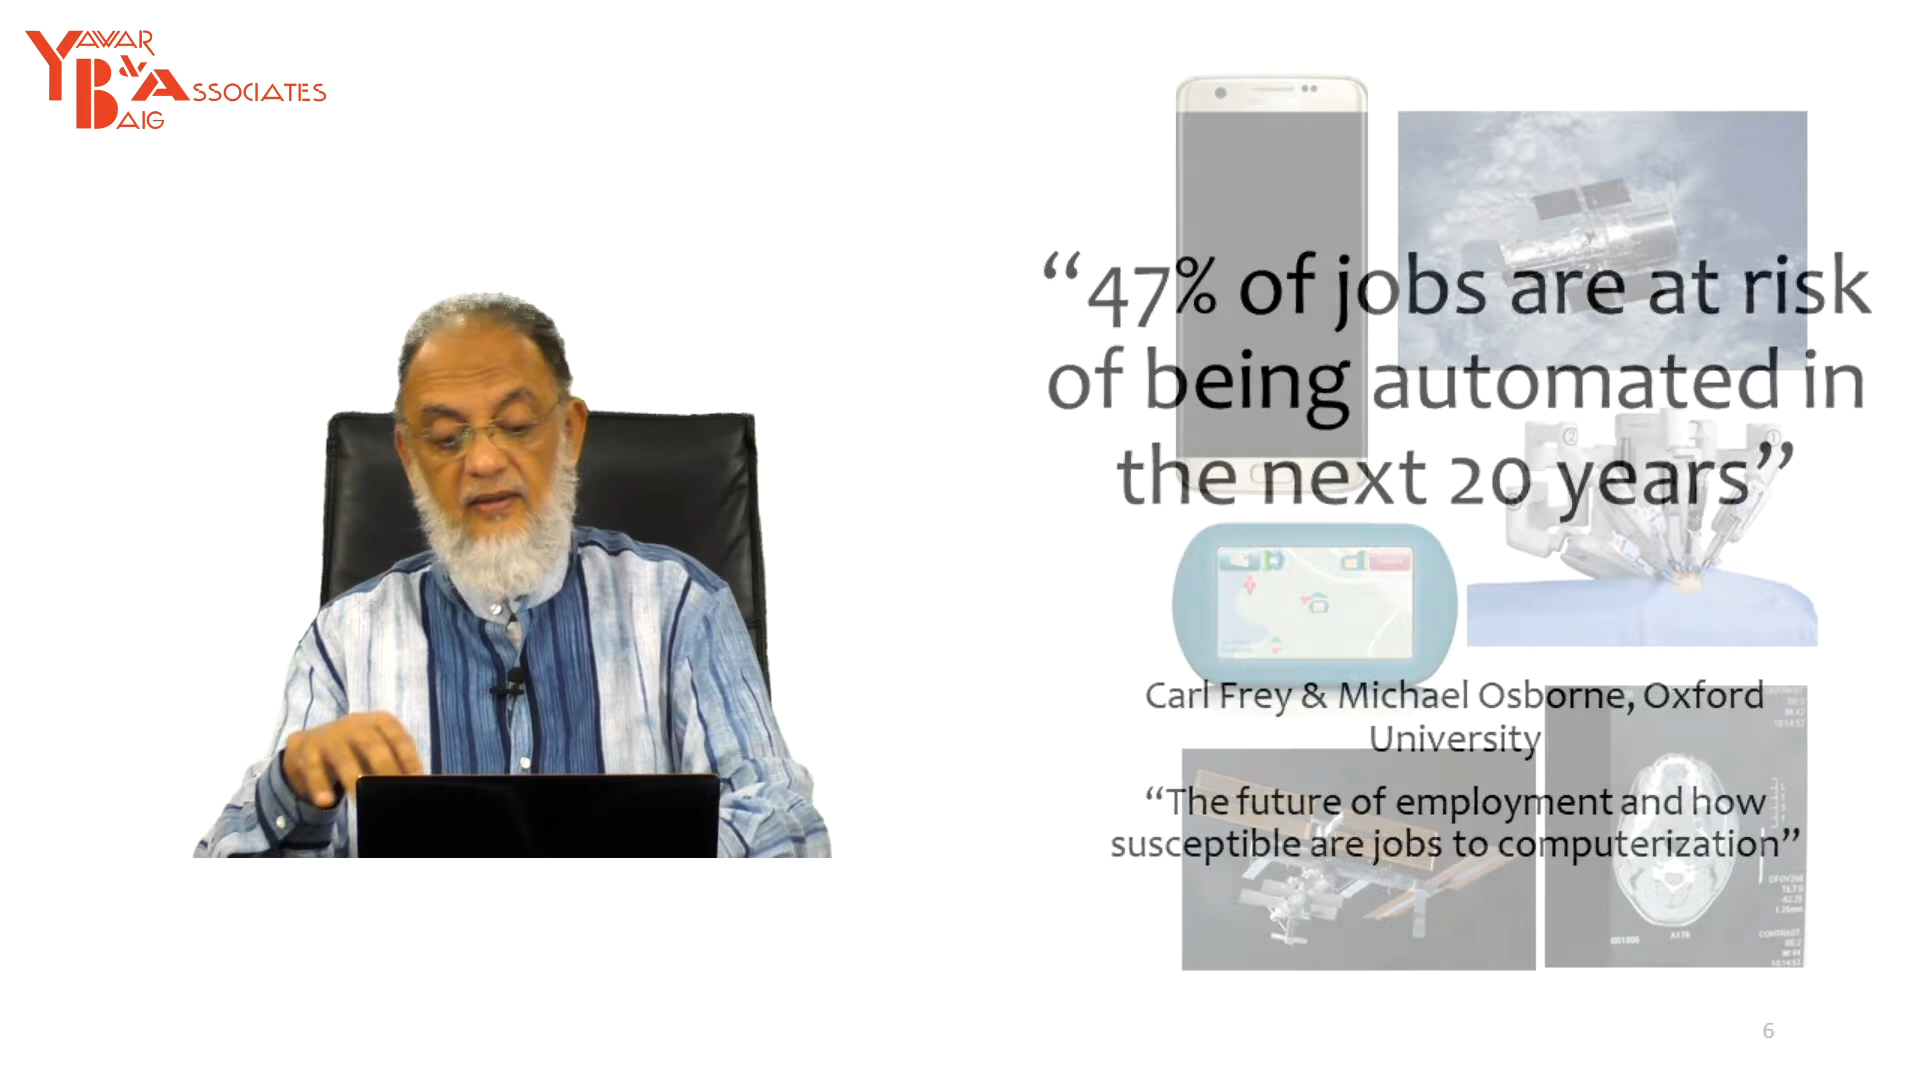 YAWAR
B & ASSOCIATES
BAIG
“47% of jobs are at risk
of being automated in
the next 20 years”
Carl Frey & Michael Osborne, Oxford
University
“The future of employment and how
susceptible are jobs to computerization”
CONTRAST
6